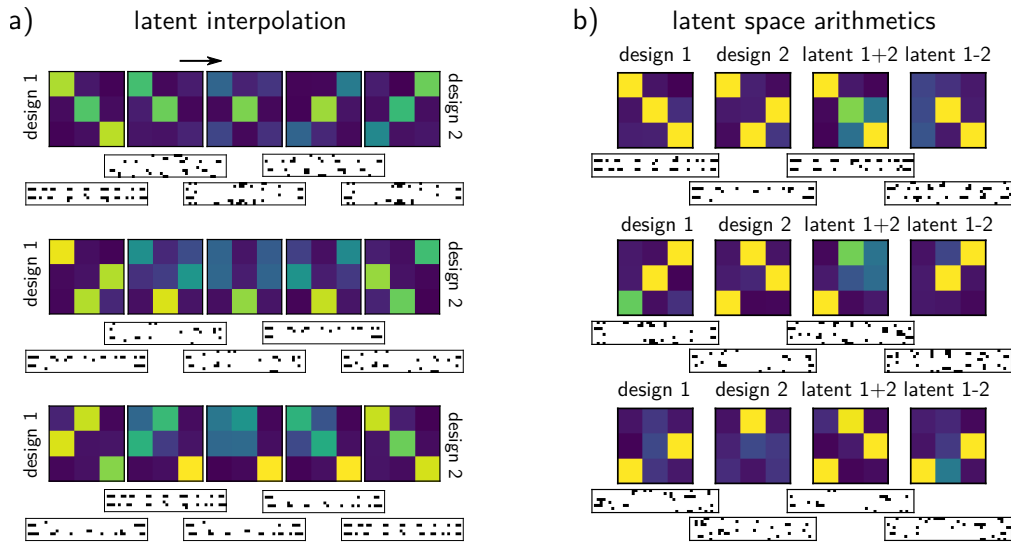 a)
latent interpolation
design 1
design 2
design 1
design 2
design 1
design 2
b)
latent space arithmetics
design 1 design 2 latent 1+2 latent 1-2
design 1 design 2 latent 1+2 latent 1-2
design 1 design 2 latent 1+2 latent 1-2